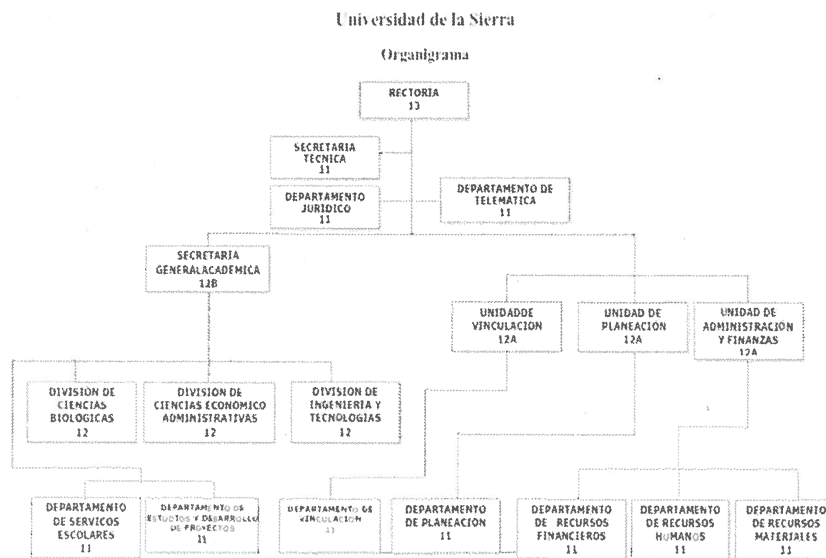 Universidad de la Sierra
Organigrama
RECTORIA
13
SECRETARIA
TECNICA
11
DEPARTAMENTO
JURIDICO
11
DEPARTAMENTO DE
TELEMATICA
11
SECRETARIA
GENERALACADEMICA
12B
UNIDADDE
VINCULACION
12A
UNIDAD DE
PLANEACION
12A
UNIDAD DE
ADMINISTRACIÓN
Y FINANZAS
12A
DIVISION DE
CIENCIAS
BIOLOGICAS
12
DIVISION DE
CIENCIAS ECONOMICO
ADMINISTRATIVAS
12
DIVISION DE
INGENIERIA Y
TECNOLOGIAS
12
DEPARTAMENTO
DE SERVICIOS
ESCOLARES
11
DEPARTAMENTO DE
ESTUDIOS Y DESARROLLO
DE PROYECTOS
11
DEPARTAMENTO DE
VINCULACION
11
DEPARTAMENTO
DE PLANEACION
11
DEPARTAMENTO
DE RECURSOS
FINANCIEROS
11
DEPARTAMENTO
DE RECURSOS
HUMANOS
11
DEPARTAMENTO
DE RECURSOS
MATERIALES
11